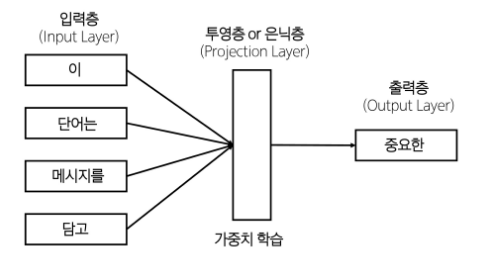 입력층
(Input Layer)
이
단어는
메시지를
담고
투영층 or 은닉층
(Projection Layer)
가중치 학습
출력층
(Output Layer)
중요한